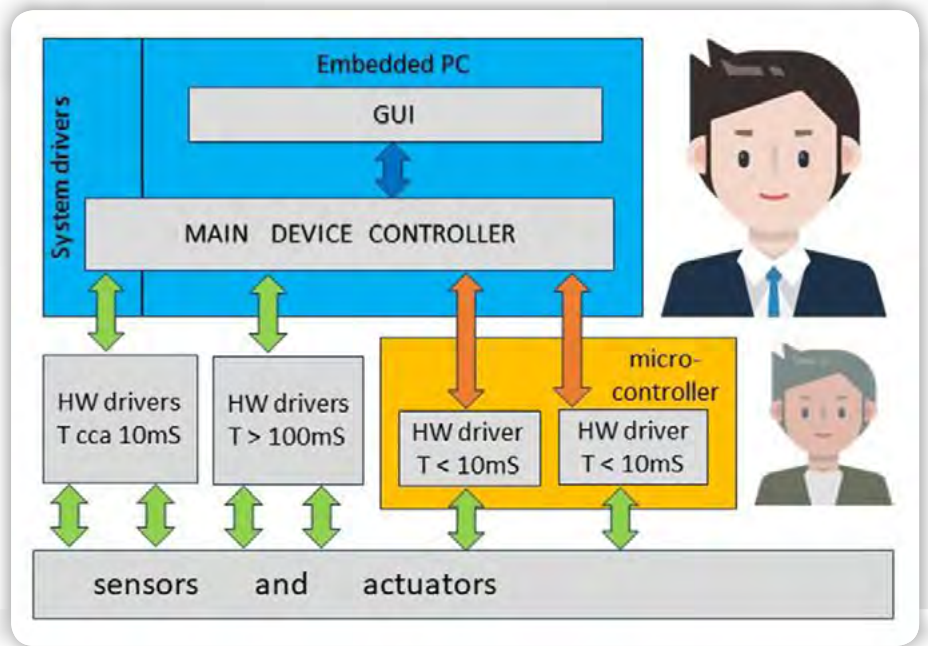 Embedded PC
System drivers
GUI
MAIN DEVICE CONTROLLER
HW drivers
T cca 10mS
HW drivers
T > 100mS
micro-
controller
HW driver
T < 10mS
HW driver
T < 10mS
sensors and actuators